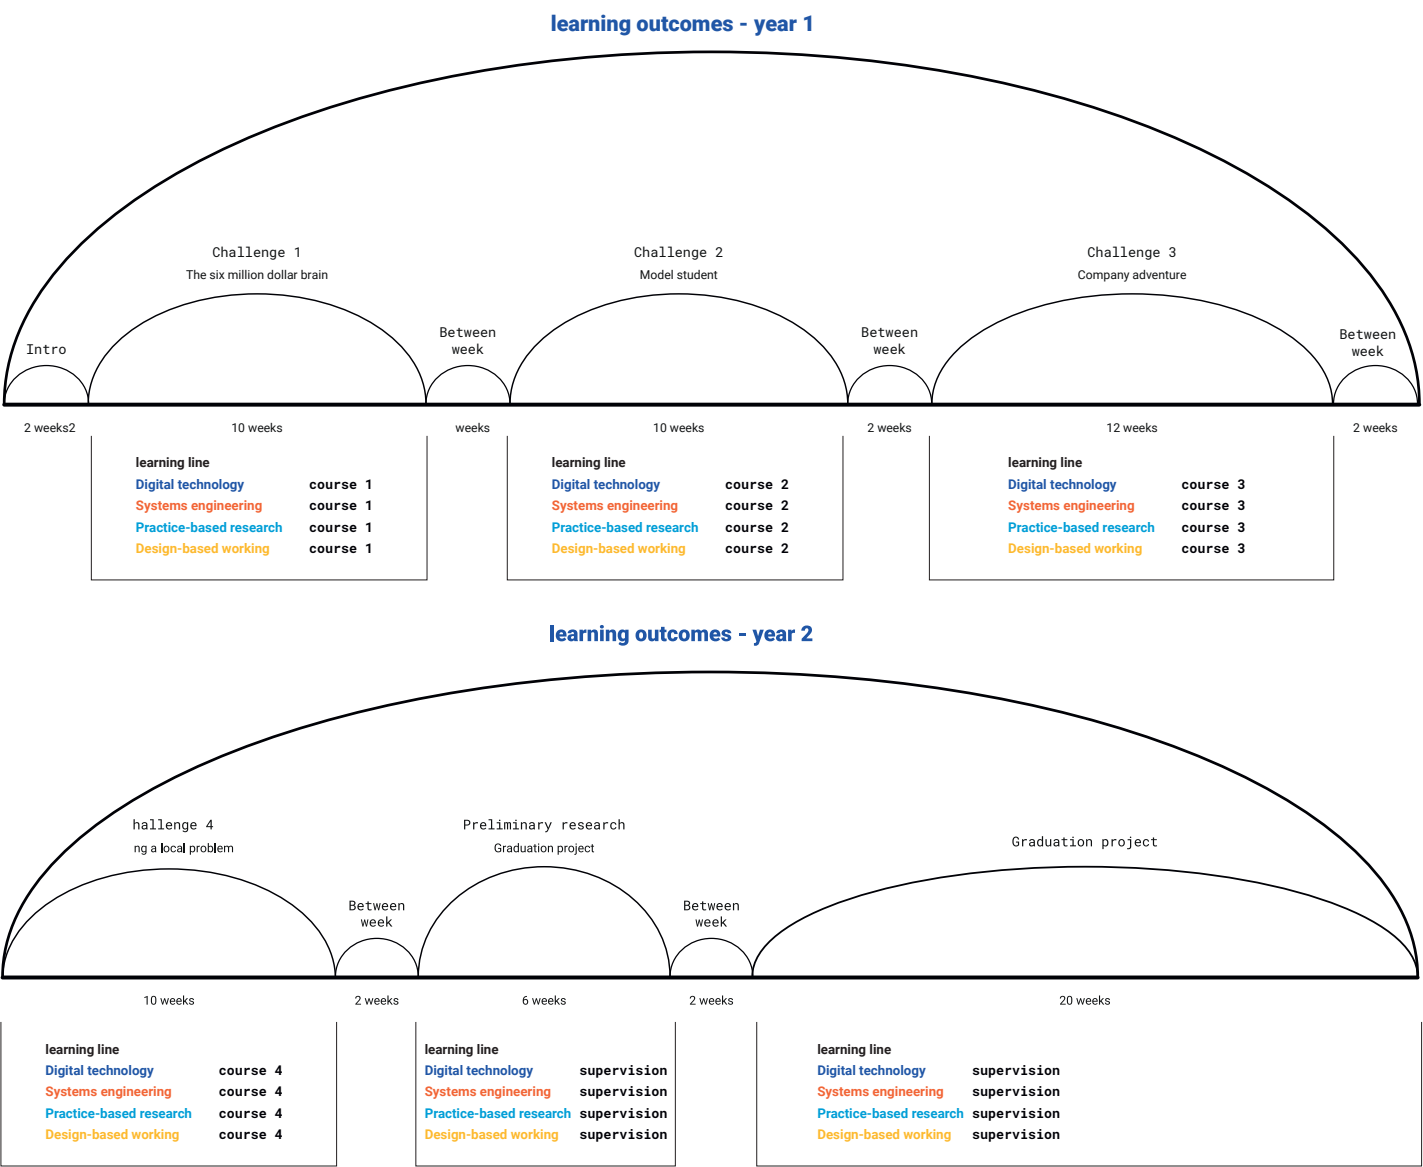 learning outcomes - year 1
Challenge 1
The six million dollar brain
Challenge 2
Model student
Challenge 3
Company adventure
Intro
Between
week
Between
week
Between
week
2 weeks2
10 weeks
weeks
10 weeks
2 weeks
12 weeks
2 weeks
learning line
Digital technology course 1
Systems engineering course 1
Practice-based research course 1
Design-based working course 1
learning line
Digital technology course 2
Systems engineering course 2
Practice-based research course 2
Design-based working course 2
learning line
Digital technology course 3
Systems engineering course 3
Practice-based research course 3
Design-based working course 3
learning outcomes - year 2
hallenge 4
ng a local problem
Preliminary research
Graduation project
Graduation project
Between
week
Between
week
10 weeks
2 weeks
6 weeks
2 weeks
20 weeks
learning line
Digital technology course 4
Systems engineering course 4
Practice-based research course 4
Design-based working course 4
learning line
Digital technology supervision
Systems engineering supervision
Practice-based research supervision
Design-based working supervision
learning line
Digital technology supervision
Systems engineering supervision
Practice-based research supervision
Design-based working supervision